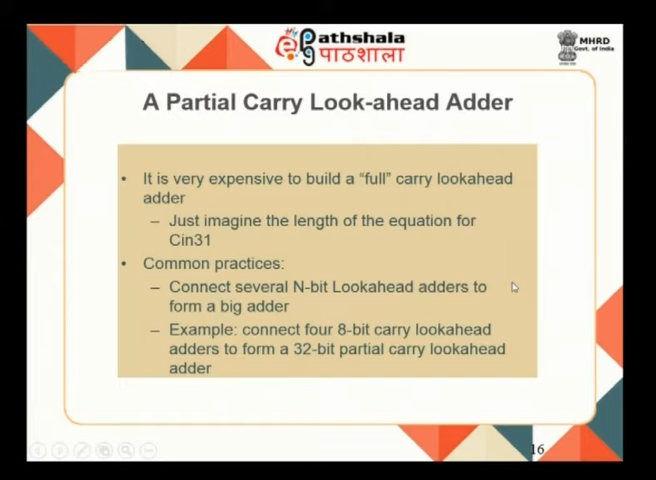 epg Pathshala
पाठशाला
MHRD
Govt. of India
A Partial Carry Look-ahead Adder
• It is very expensive to build a “full” carry lookahead
adder
– Just imagine the length of the equation for
Cin31
• Common practices:
– Connect several N-bit Lookahead adders to
form a big adder
– Example: connect four 8-bit carry lookahead
adders to form a 32-bit partial carry lookahead
adder
16